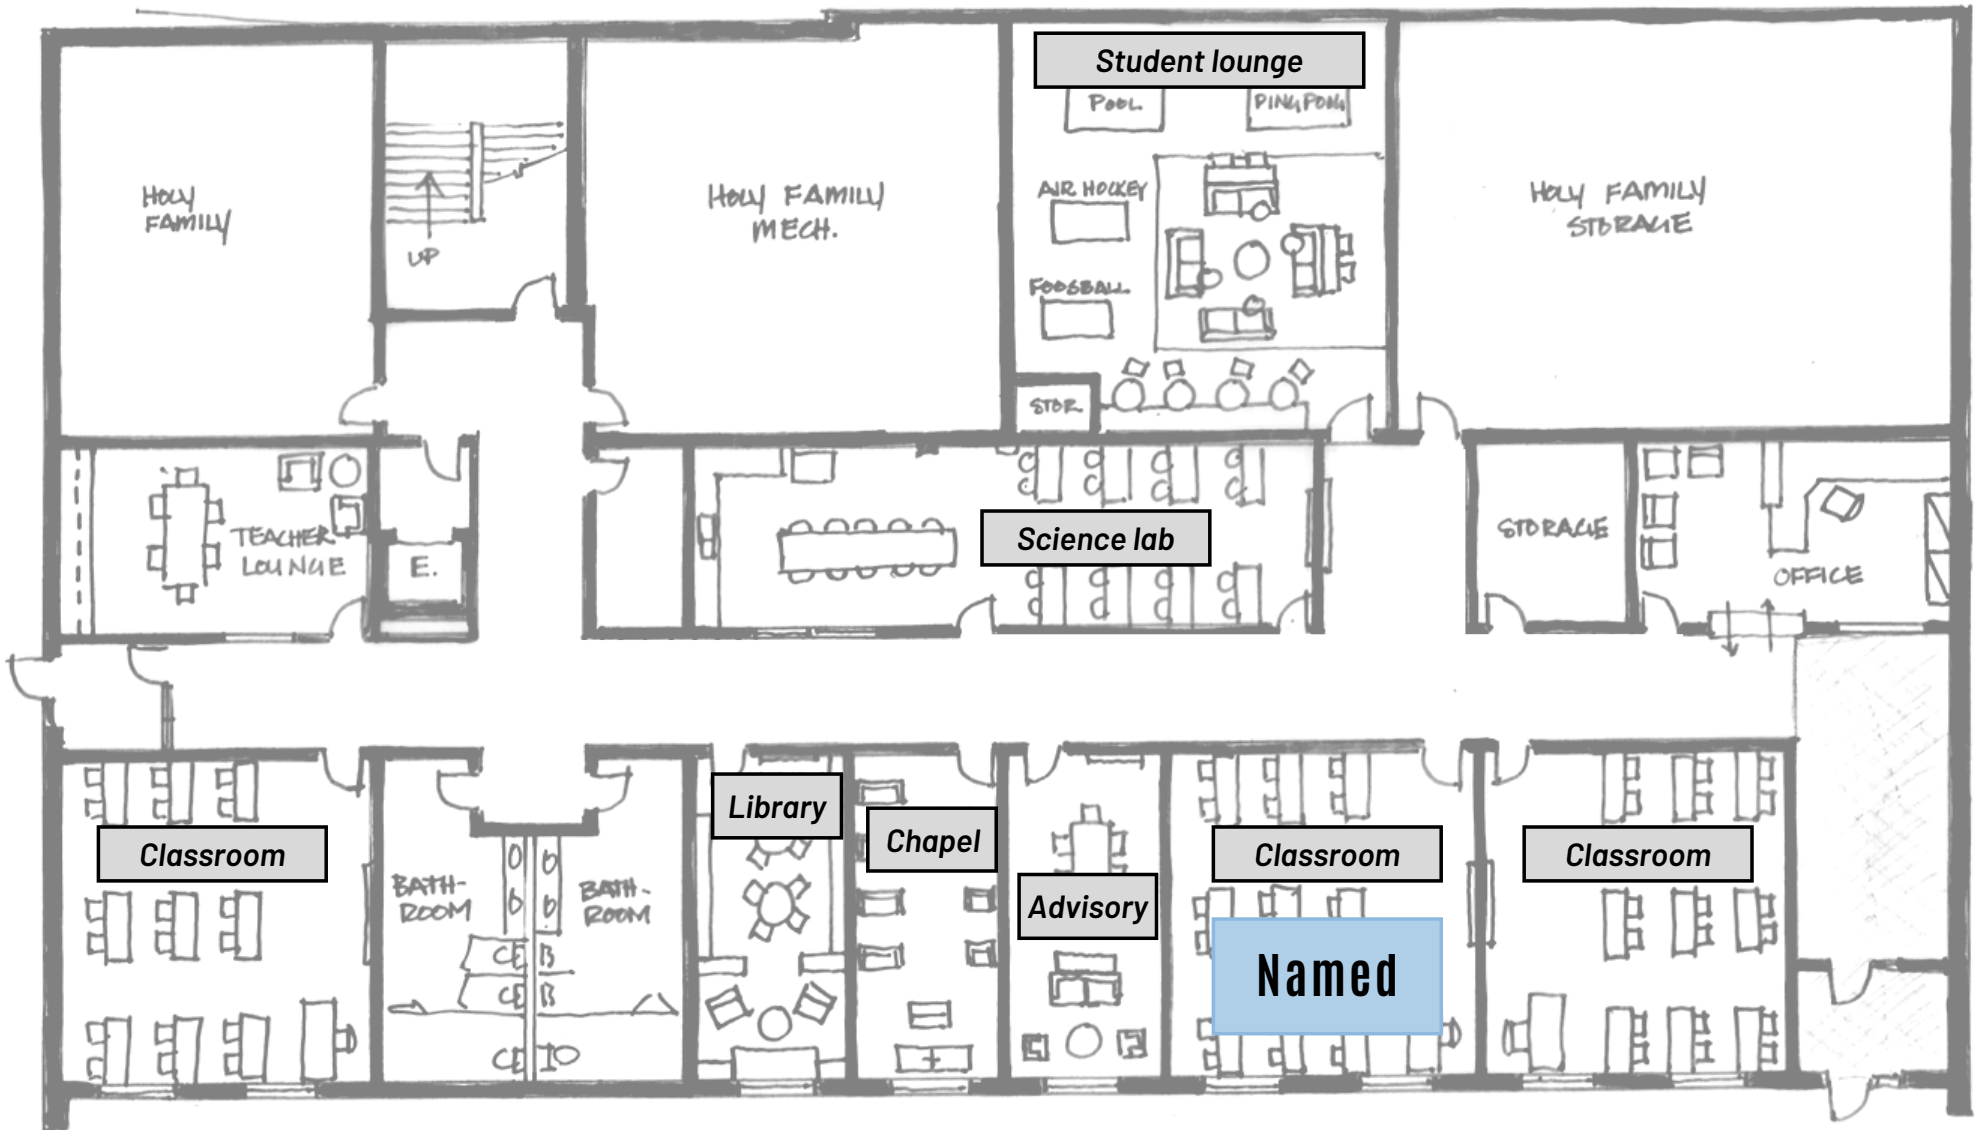 Student lounge
POOL
PING PONG
HOLY
FAMILY
HOLY FAMILY
MECH.
AIR HOCKEY
HOLY FAMILY
STORAGE
UP
FOOSBALL
STOR.
TEACHER
LOUNGE
E.
Science lab
STORAGE
OFFICE
Library
Chapel
Classroom
Classroom
Classroom
BATH-
ROOM
BATH-
ROOM
Advisory
Named